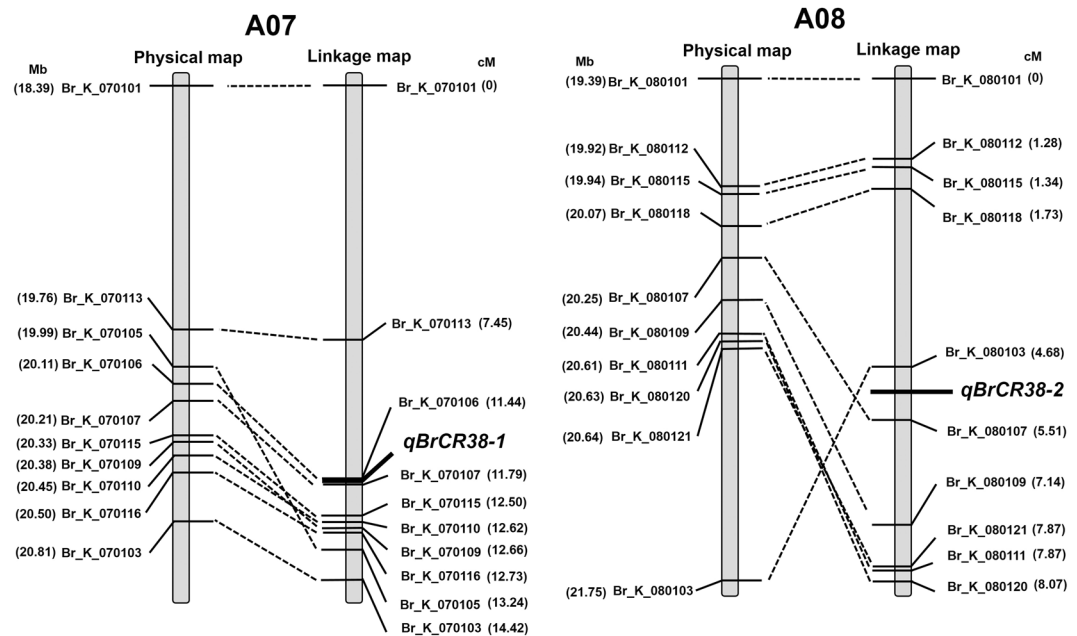 A07
Physical map
Linkage map
Mb
cM
(18.39) Br_K_070101
Br_K_070101 (0)
(19.76) Br_K_070113
Br_K_070113 (7.45)
(19.99) Br_K_070105
(20.11) Br_K_070106
Br_K_070106 (11.44)
(20.21) Br_K_070107
qBrCR38-1
(20.33) Br_K_070115
(20.38) Br_K_070109
Br_K_070107 (11.79)
(20.45) Br_K_070110
Br_K_070115 (12.50)
(20.50) Br_K_070116
Br_K_070110 (12.62)
(20.81) Br_K_070103
Br_K_070109 (12.66)
Br_K_070116 (12.73)
Br_K_070105 (13.24)
Br_K_070103 (14.42)
A08
Physical map
Linkage map
Mb
cM
(19.39) Br_K_080101
Br_K_080101 (0)
(19.92) Br_K_080112
Br_K_080112 (1.28)
(19.94) Br_K_080115
Br_K_080115 (1.34)
(20.07) Br_K_080118
Br_K_080118 (1.73)
(20.25) Br_K_080107
(20.44) Br_K_080109
Br_K_080103 (4.68)
(20.61) Br_K_080111
qBrCR38-2
(20.63) Br_K_080120
(20.64) Br_K_080121
Br_K_080107 (5.51)
Br_K_080109 (7.14)
Br_K_080121 (7.87)
Br_K_080111 (7.87)
(21.75) Br_K_080103
Br_K_080120 (8.07)